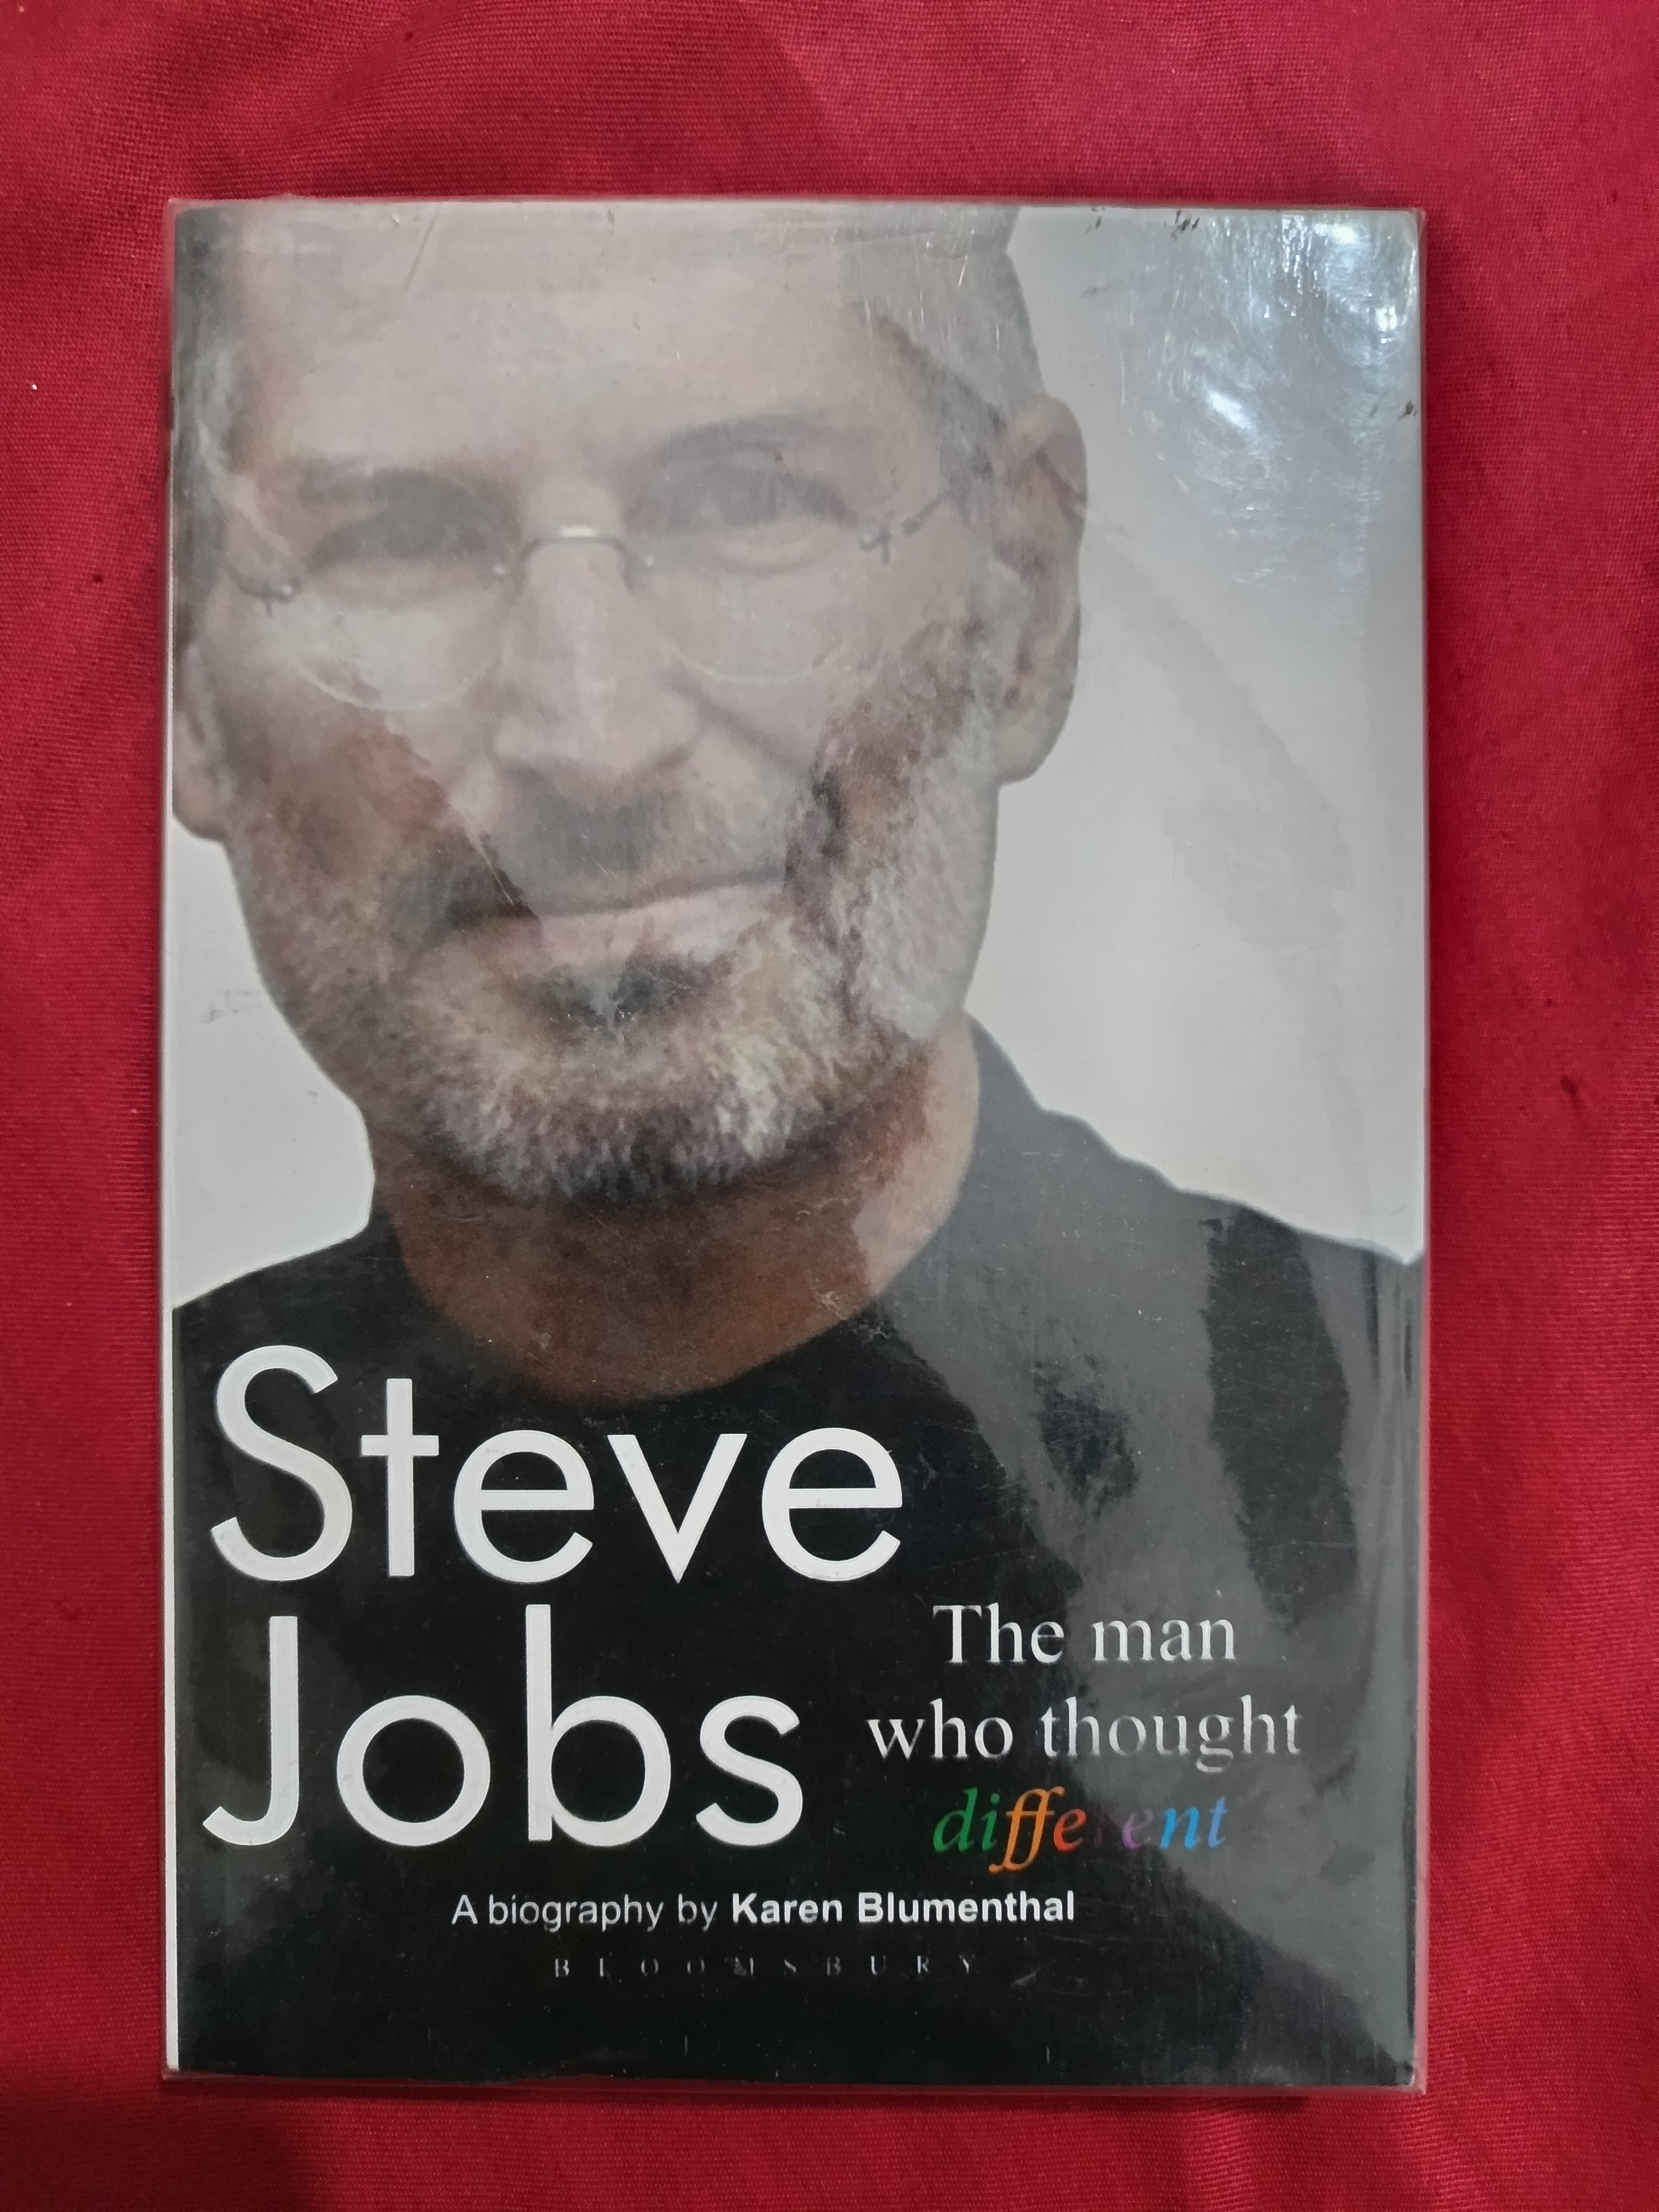 Steve
Jobs
The man
who thought
different
A biography by Karen Blumenthal
BLOOMSBURY